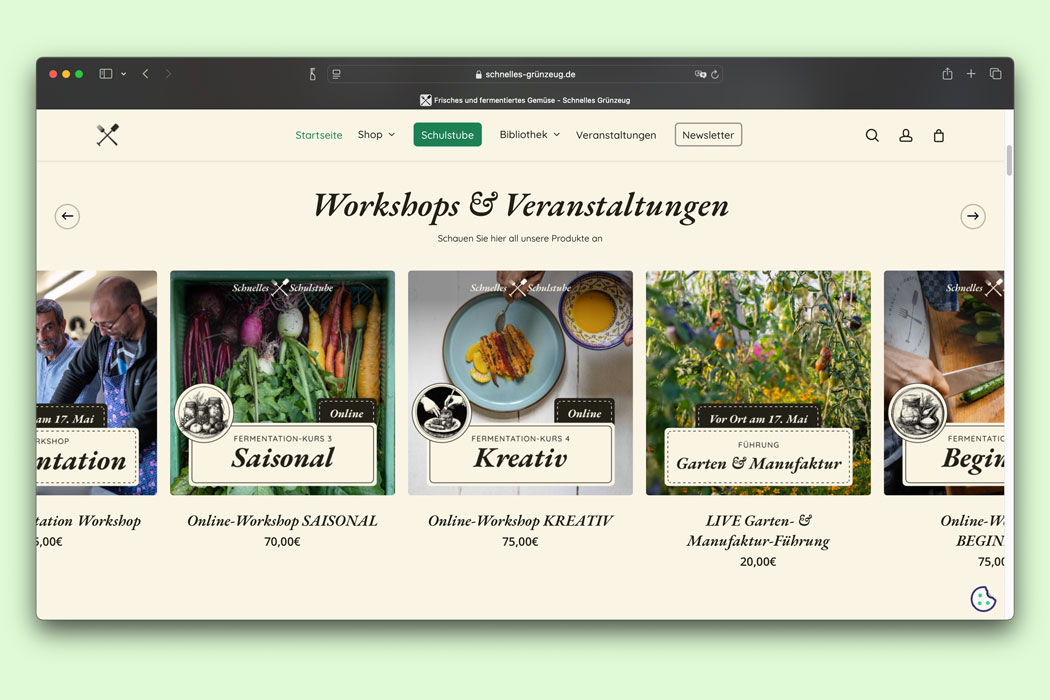 schnelles-grünzeug.de
Frisches und fermentiertes Gemüse – Schnelles Grünzeug
Startseite Shop Schulstube Bibliothek Veranstaltungen Newsletter
Workshops & Veranstaltungen
Schauen Sie hier all unsere Produkte an
Schnelles Schulstube
Schnelles Schulstube
Schnelles
am 17. Mai
Online
Online
Vor Ort am 17. Mai
RKSHOP
ntation
FERMENTATION-KURS 3
Saisonal
FERMENTATION-KURS 4
Kreativ
FÜHRUNG
Garten & Manufaktur
FERMENTATIO
Begin
tation Workshop
5,00€
Online-Workshop SAISONAL
70,00€
Online-Workshop KREATIV
75,00€
LIVE Garten- &
Manufaktur-Führung
20,00€
Online-W
BEGIN
75,00